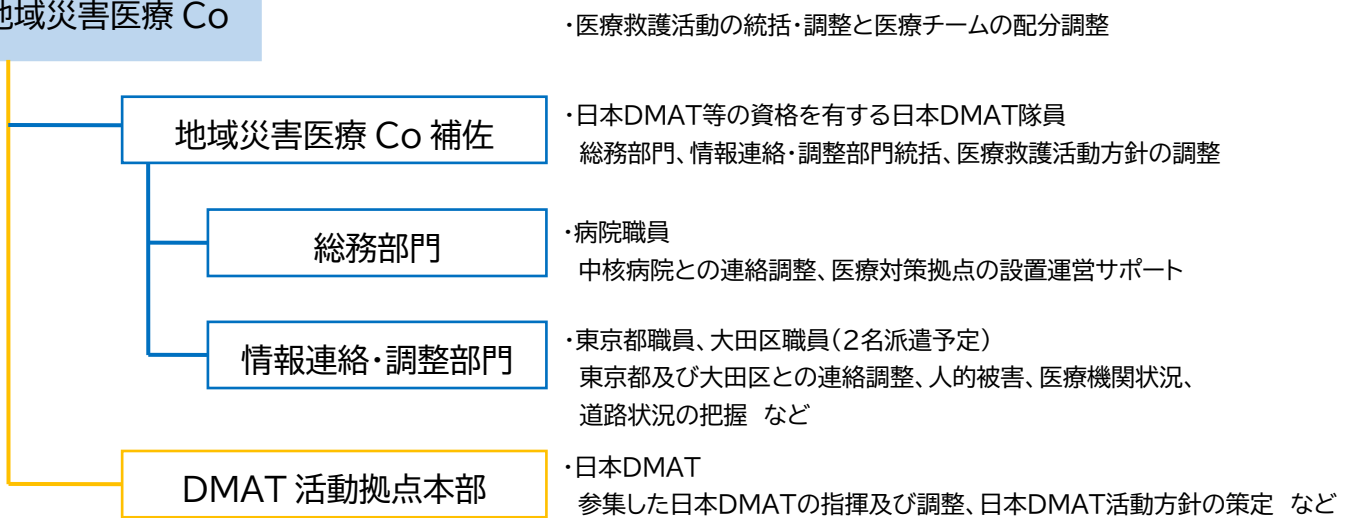 域災害医療 Co
・医療救護活動の統括・調整と医療チームの配分調整
地域災害医療 Co 補佐
・日本DMAT等の資格を有する日本DMAT隊員
総務部門、情報連絡・調整部門統括、医療救護活動方針の調整
総務部門
・病院職員
中核病院との連絡調整、医療対策拠点の設置運営サポート
情報連絡・調整部門
・東京都職員、大田区職員(2名派遣予定)
東京都及び大田区との連絡調整、人的被害、医療機関状況、
道路状況の把握 など
DMAT 活動拠点本部
・日本DMAT
参集した日本DMATの指揮及び調整、日本DMAT活動方針の策定 など